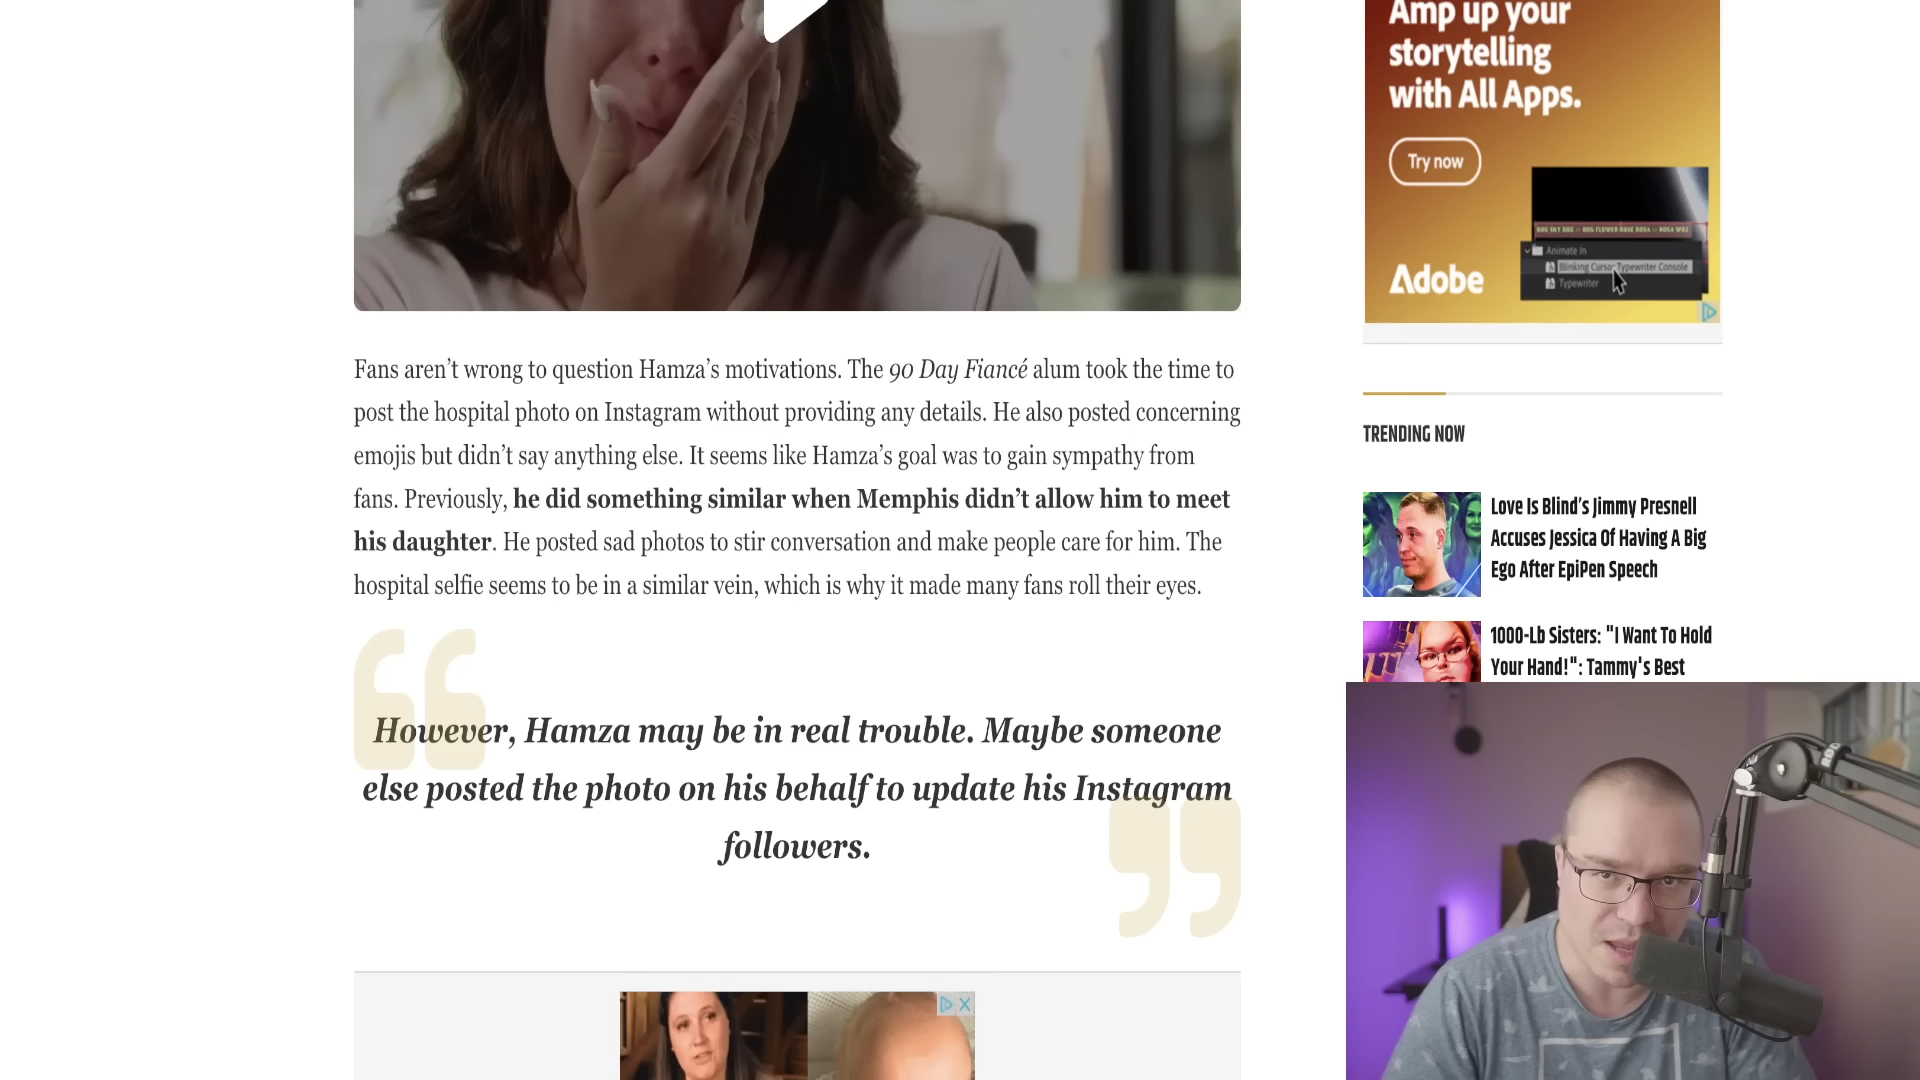 Amp up your
storytelling
with All Apps.
Try now
Animate In
Blinking Cursor Typewriter Console
Typewriter
Adobe
Fans aren’t wrong to question Hamza’s motivations. The 90 Day Fiancé alum took the time to
post the hospital photo on Instagram without providing any details. He also posted concerning
emojis but didn’t say anything else. It seems like Hamza’s goal was to gain sympathy from
fans. Previously, he did something similar when Memphis didn’t allow him to meet
his daughter. He posted sad photos to stir conversation and make people care for him. The
hospital selfie seems to be in a similar vein, which is why it made many fans roll their eyes.
However, Hamza may be in real trouble. Maybe someone
else posted the photo on his behalf to update his Instagram
followers.
TRENDING NOW
Love Is Blind’s Jimmy Presnell
Accuses Jessica Of Having A Big
Ego After EpiPen Speech
1000-Lb Sisters: "I Want To Hold
Your Hand!": Tammy's Best